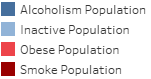 Alcoholism Population
Inactive Population
Obese Population
Smoke Population